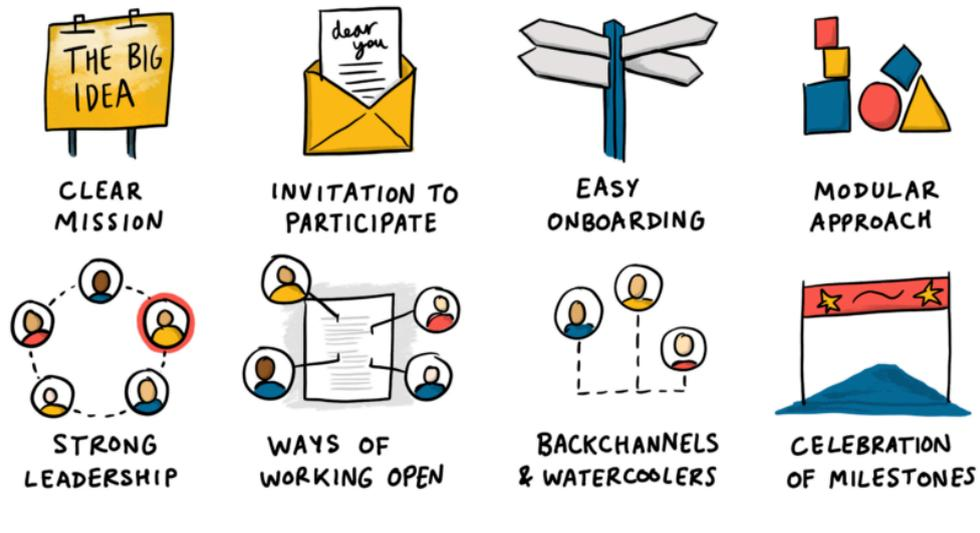 THE BIG
IDEA
dear
you
CLEAR
MISSION
INVITATION TO
PARTICIPATE
EASY
ONBOARDING
MODULAR
APPROACH
STRONG
LEADERSHIP
WAYS OF
WORKING OPEN
BACKCHANNELS
& WATERCOOLERS
CELEBRATION
OF MILESTONES